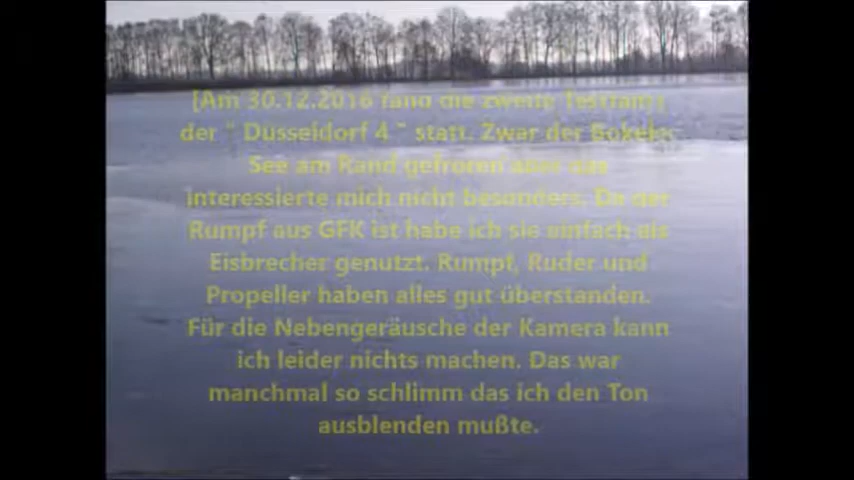 [Am 30.12.2016 fand die zweite Testfahrt
der " Düsseldorf 4 " statt. Zwar der Bokeler
See am Rand gefroren aber das
interessierte mich nicht besonders. Da der
Rumpf aus GFK ist habe ich sie einfach als
Eisbrecher genutzt. Rumpf, Ruder und
Propeller haben alles gut überstanden.
Für die Nebengeräusche der Kamera kann
ich leider nichts machen. Das war
manchmal so schlimm das ich den Ton
ausblenden mußte.